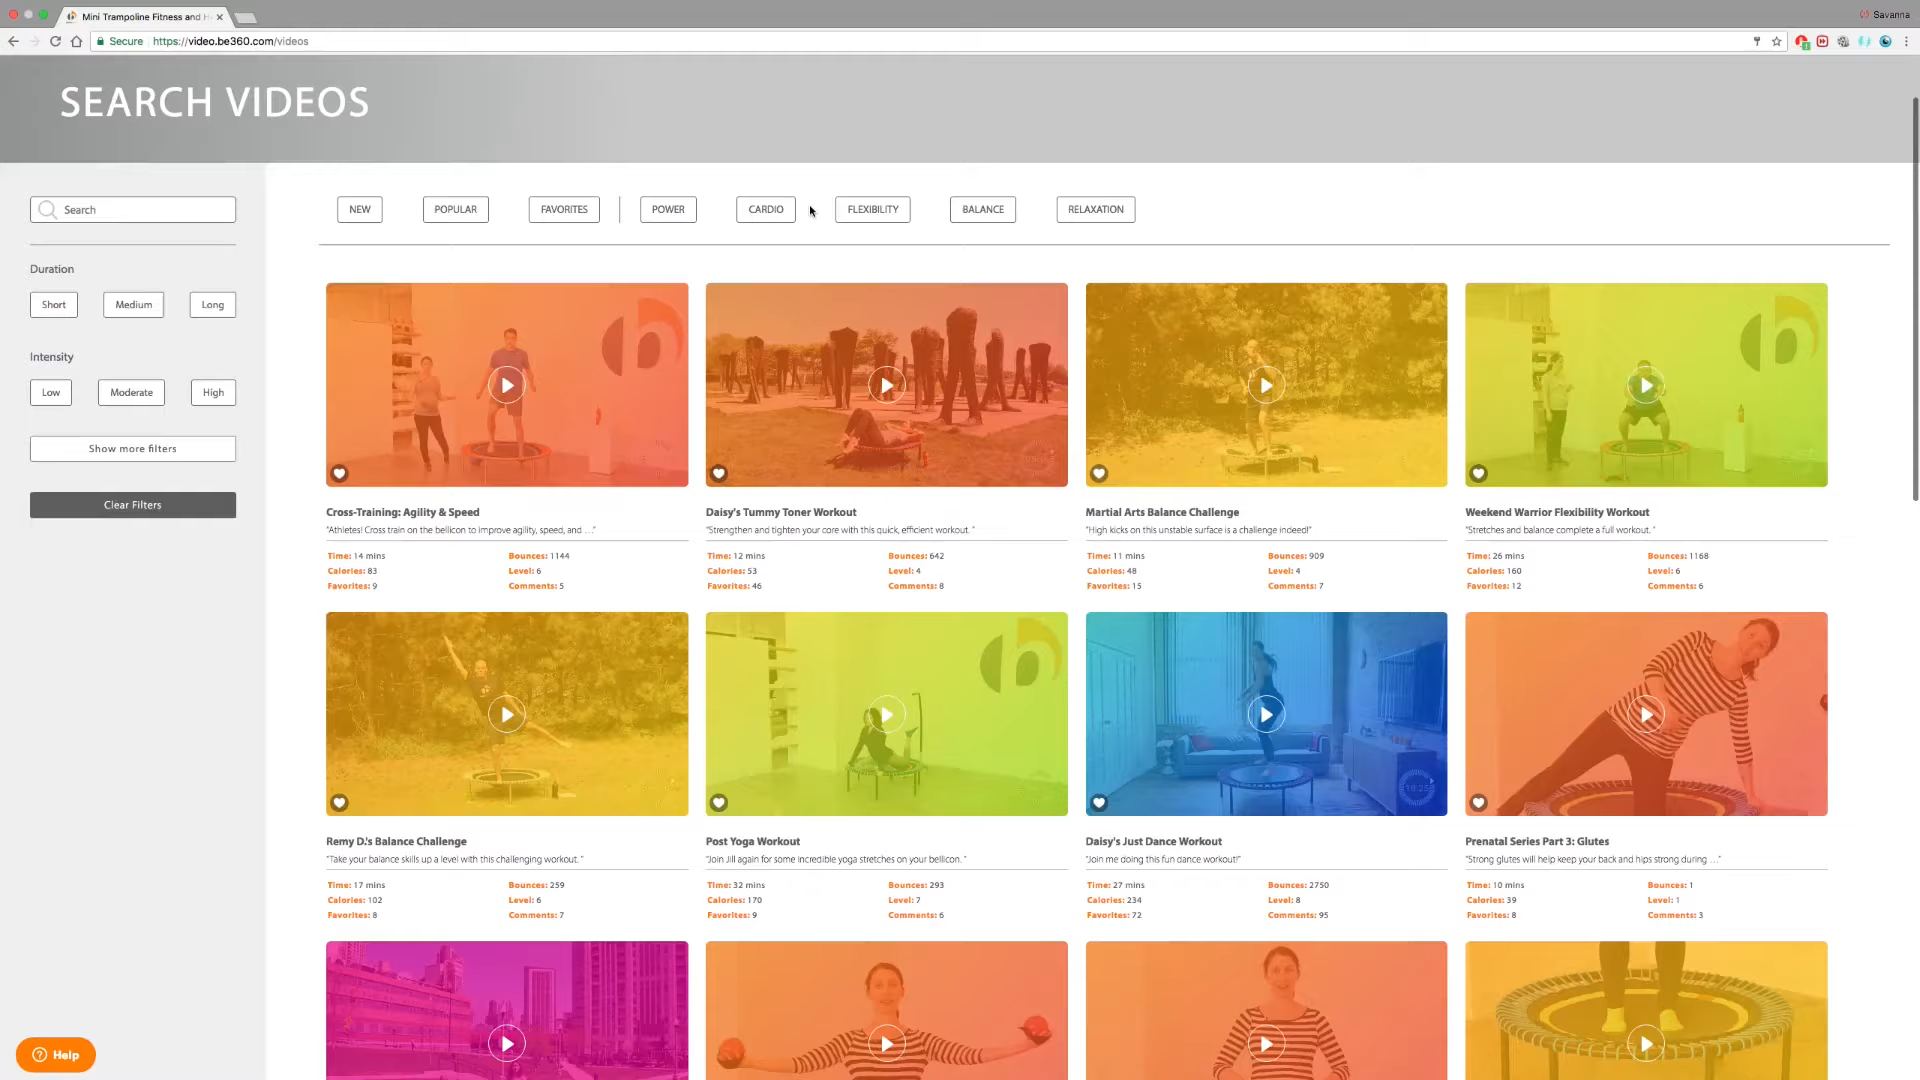 Mini Trampoline Fitness and H
Savanna
Secure https://video.be360.com/videos
SEARCH VIDEOS
Search
NEW POPULAR FAVORITES POWER CARDIO FLEXIBILITY BALANCE RELAXATION
Duration
Short Medium Long
Intensity
Low Moderate High
Show more filters
Clear Filters
Cross-Training: Agility & Speed
"Athletes! Cross train on the bellicon to improve agility, speed, and ..."
Time: 14 mins Bounces: 1144
Calories: 83 Level: 6
Favorites: 9 Comments: 5
Daisy's Tummy Toner Workout
"Strengthen and tighten your core with this quick, efficient workout. "
Time: 12 mins Bounces: 642
Calories: 53 Level: 4
Favorites: 46 Comments: 8
Martial Arts Balance Challenge
"High kicks on this unstable surface is a challenge indeed!"
Time: 11 mins Bounces: 909
Calories: 48 Level: 4
Favorites: 15 Comments: 7
Weekend Warrior Flexibility Workout
"Stretches and balance complete a full workout. "
Time: 26 mins Bounces: 1168
Calories: 160 Level: 6
Favorites: 12 Comments: 6
Remy D.'s Balance Challenge
"Take your balance skills up a level with this challenging workout. "
Time: 17 mins Bounces: 259
Calories: 102 Level: 6
Favorites: 8 Comments: 7
Post Yoga Workout
"Join Jill again for some incredible yoga stretches on your bellicon. "
Time: 32 mins Bounces: 293
Calories: 170 Level: 7
Favorites: 9 Comments: 6
Daisy's Just Dance Workout
"Join me doing this fun dance workout!"
Time: 27 mins Bounces: 2750
Calories: 234 Level: 8
Favorites: 72 Comments: 95
Prenatal Series Part 3: Glutes
"Strong glutes will help keep your back and hips strong during ..."
Time: 10 mins Bounces: 1
Calories: 39 Level: 1
Favorites: 8 Comments: 3
Help